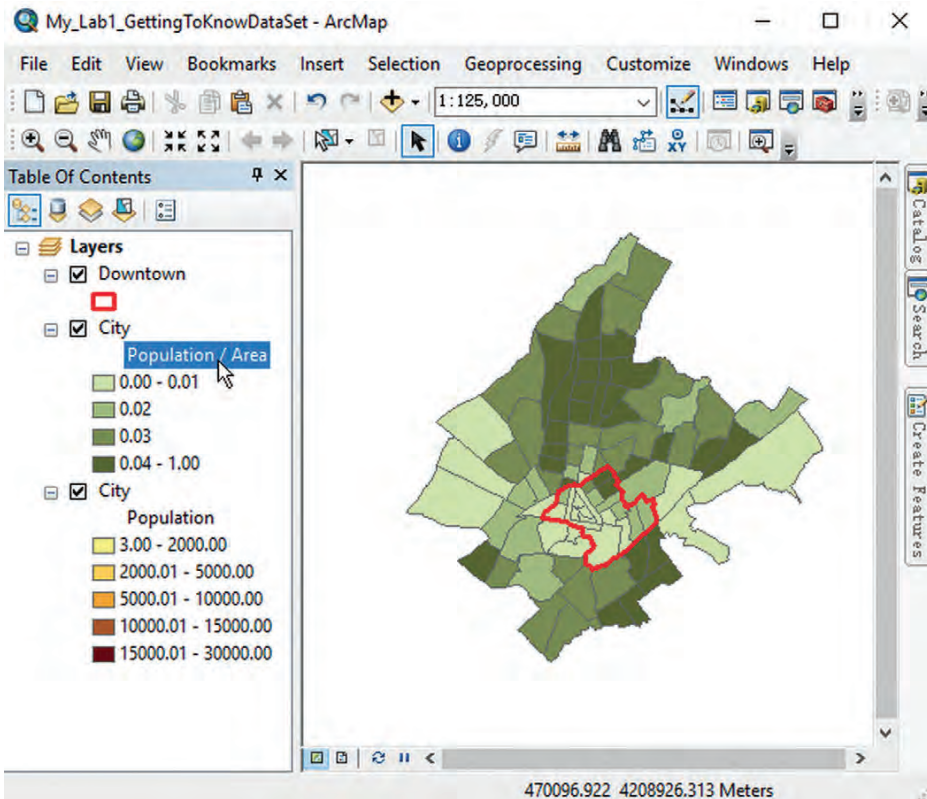 My_Lab1_GettingToKnowDataSet - ArcMap
File Edit View Bookmarks Insert Selection Geoprocessing Customize Windows Help
1:125,000
XY
Table Of Contents
Layers
Downtown
City
Population / Area
0.00 - 0.01
0.02
0.03
0.04 - 1.00
City
Population
3.00 - 2000.00
2000.01 - 5000.00
5000.01 - 10000.00
10000.01 - 15000.00
15000.01 - 30000.00
Catalog
Search
Create Features
470096.922 4208926.313 Meters